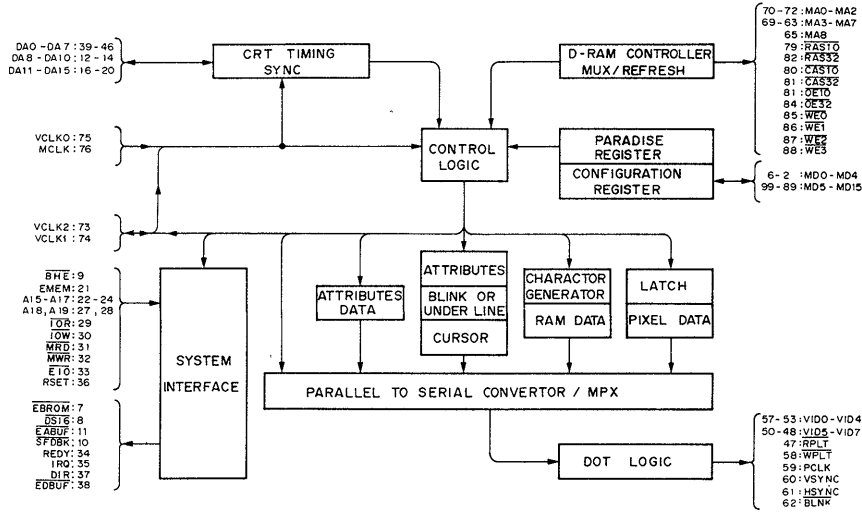 DA0 - DA7 : 39-46
DA8 - DA10 : 12-14
DA11 - DA15 : 16-20
CRT TIMING
SYNC
D-RAM CONTROLLER
MUX/REFRESH
70-72 : MA0-MA2
69-63 : MA3-MA7
65 : MA8
79 : RAS10
82 : RAS32
80 : CAS10
81 : CAS32
81 : OE10
84 : OE32
85 : WE0
86 : WE1
87 : WE2
88 : WE3
VCLK0 : 75
MCLK : 76
CONTROL
LOGIC
PARADISE
REGISTER
CONFIGURATION
REGISTER
6-2 : MD0-MD4
99-89 : MD5-MD15
VCLK2 : 73
VCLK1 : 74
BHE : 9
EMEM : 21
A15-A17 : 22-24
A18, A19 : 27, 28
IOR : 29
IOW : 30
MRD : 31
MWR : 32
EIO : 33
RSET : 36
SYSTEM
INTERFACE
ATTRIBUTES
DATA
ATTRIBUTES
BLINK OR
UNDER LINE
CURSOR
CHARACTOR
GENERATOR
RAM DATA
LATCH
PIXEL DATA
PARALLEL TO SERIAL CONVERTOR / MPX
EBROM : 7
DSI6 : 8
EABUF : 11
SFDBK : 10
REDY : 34
IRQ : 35
DIR : 37
EDBUF : 38
DOT LOGIC
57-53 : VID0-VID4
50-48 : VID5-VID7
47 : RPLT
58 : WPLT
59 : PCLK
60 : VSYNC
61 : HSYNC
62 : BLNK